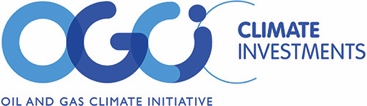 OGCI
CLIMATE
INVESTMENTS
OIL AND GAS CLIMATE INITIATIVE